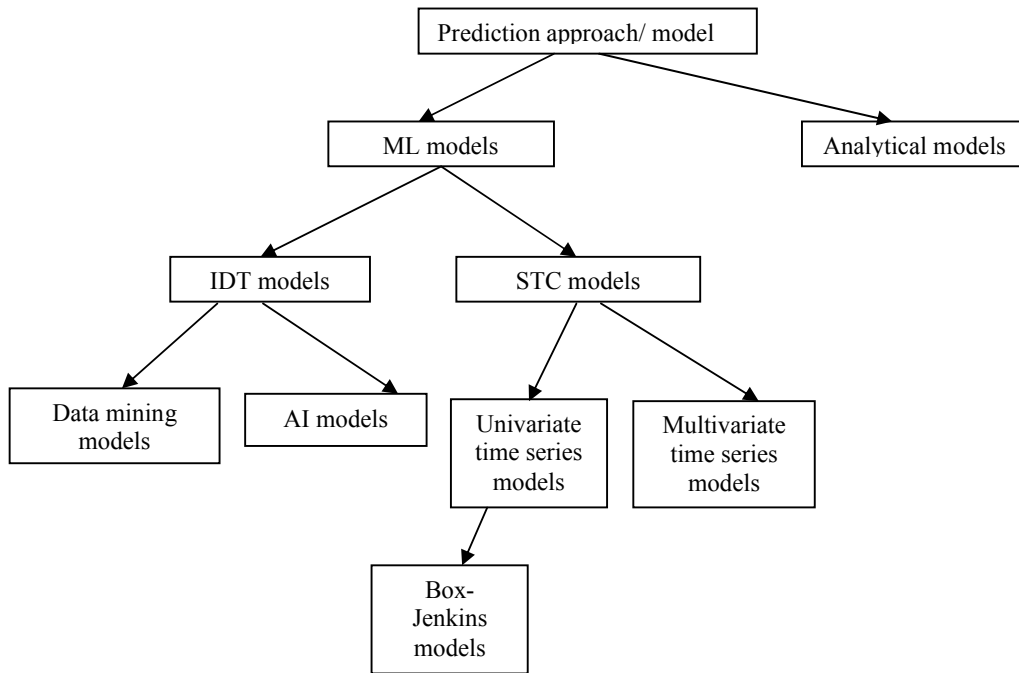 Prediction approach/ model
ML models
Analytical models
IDT models
STC models
Data mining
models
AI models
Univariate
time series
models
Multivariate
time series
models
Box-
Jenkins
models